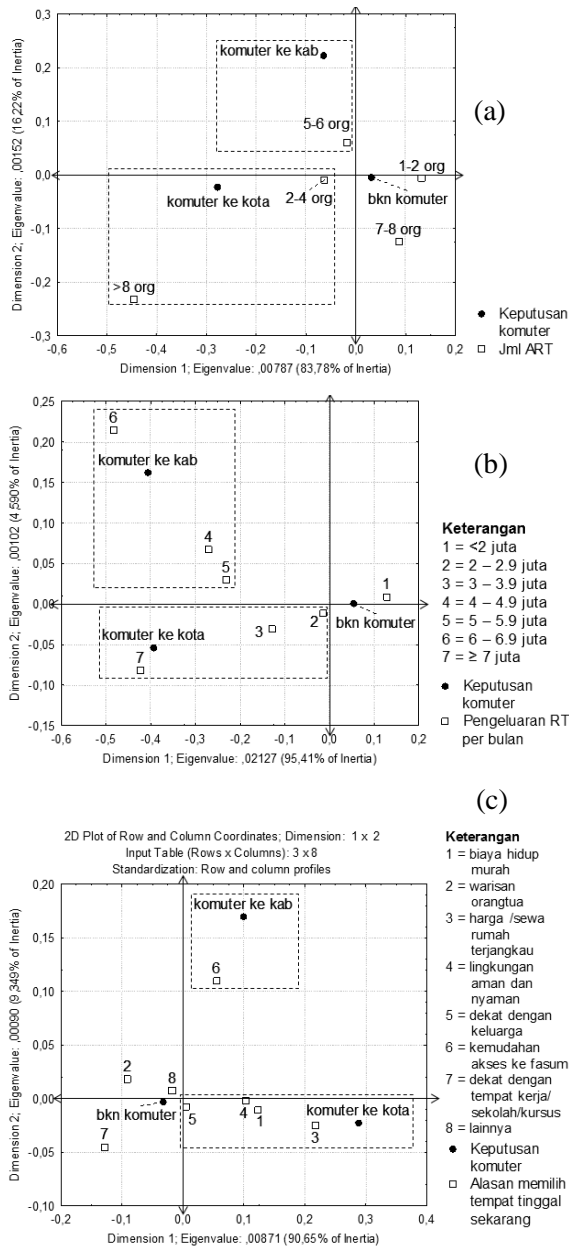 0,3
0,2
0,1
0,0
-0,1
-0,2
-0,3
Dimension 2; Eigenvalue: ,00152 (16,22% of Inertia)
komuter ke kab
5-6 org
1-2 org
komuter ke kota
2-4 org
bkn komuter
7-8 org
>8 org
-0,6 -0,5 -0,4 -0,3 -0,2 -0,1 0,0 0,1 0,2
Dimension 1; Eigenvalue: ,00787 (83,78% of Inertia)
(a)
Keputusan
komuter
Jml ART
0,25
0,20
0,15
0,10
0,05
0,00
-0,05
-0,10
-0,15
Dimension 2; Eigenvalue: ,00102 (4,590% of Inertia)
6
komuter ke kab
4
5
1
2
bkn komuter
3
komuter ke kota
7
-0,6 -0,5 -0,4 -0,3 -0,2 -0,1 0,0 0,1 0,2
Dimension 1; Eigenvalue: ,02127 (95,41% of Inertia)
(b)
Keterangan
1 = <2 juta
2 = 2 – 2.9 juta
3 = 3 – 3.9 juta
4 = 4 – 4.9 juta
5 = 5 – 5.9 juta
6 = 6 – 6.9 juta
7 = ≥ 7 juta
Keputusan
komuter
Pengeluaran RT
per bulan
(c)
2D Plot of Row and Column Coordinates; Dimension: 1 x 2
Input Table (Rows x Columns): 3 x 8
Standardization: Row and column profiles
0,20
0,15
0,10
0,05
0,00
-0,05
-0,10
Dimension 2; Eigenvalue: ,00090 (9,349% of Inertia)
komuter ke kab
6
2
8
bkn komuter
5
4
1
komuter ke kota
3
7
-0,2 -0,1 0,0 0,1 0,2 0,3 0,4
Dimension 1; Eigenvalue: ,00871 (90,65% of Inertia)
Keterangan
1 = biaya hidup
murah
2 = warisan
orangtua
3 = harga /sewa
rumah
terjangkau
4 = lingkungan
aman dan
nyaman
5 = dekat dengan
keluarga
6 = kemudahan
akses ke fasum
7 = dekat dengan
tempat kerja/
sekolah/kursus
8 = lainnya
Keputusan
komuter
Alasan memilih
tempat tinggal
sekarang